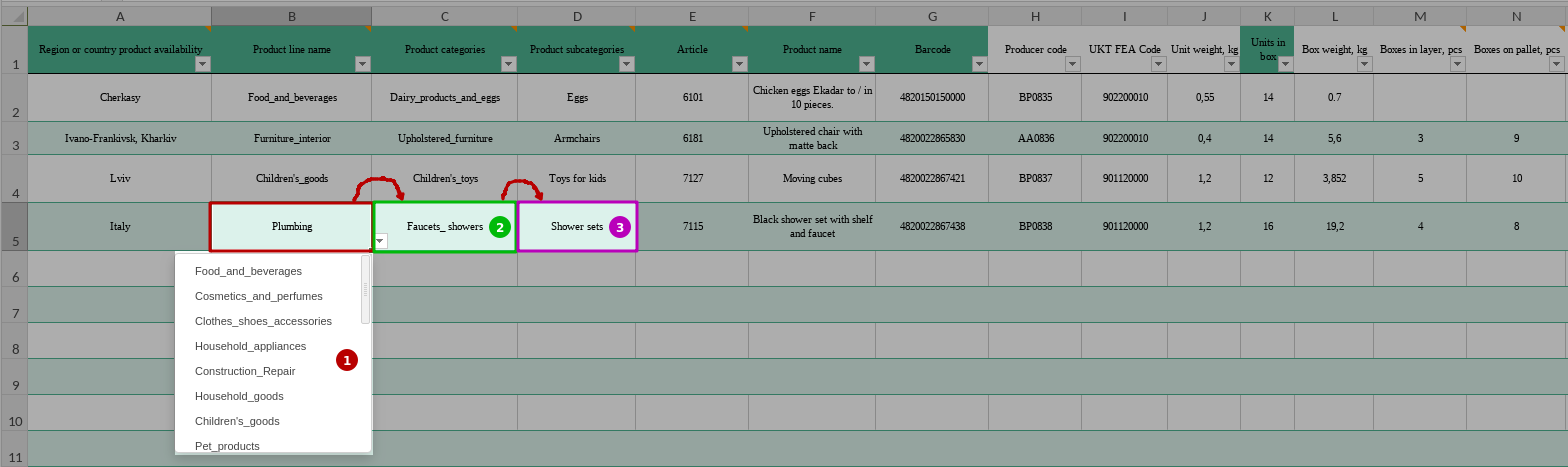 A B C D E F G H I J K L M N
1 Region or country product availability Product line name Product categories Product subcategories Article Product name Barcode Producer code UKT FEA Code Unit weight, kg Units in Box weight, kg Boxes in layer, pcs Boxes on pallet, pcs
box
2 Cherkasy Food_and_beverages Dairy_products_and_eggs Eggs 6101 Chicken eggs Ekadar to / in 4820150150000 BP0835 902200010 0,55 14 0.7
10 pieces.
3 Ivano-Frankivsk, Kharkiv Furniture_interior Upholstered_furniture Armchairs 6181 Upholstered chair with 4820022865830 AA0836 902200010 0,4 14 5,6 3 9
matte back
4 Lviv Children's_goods Children's_toys Toys for kids 7127 Moving cubes 4820022867421 BP0837 901120000 1,2 12 3,852 5 10
5 Italy Plumbing Faucets_ showers 2 Shower sets 3 7115 Black shower set with shelf 4820022867438 BP0838 901120000 1,2 16 19,2 4 8
and faucet
6 Food_and_beverages
Cosmetics_and_perfumes
7 Clothes_shoes_accessories
8 Household_appliances
1
9 Construction_Repair
Household_goods
10 Children's_goods
Pet_products
11